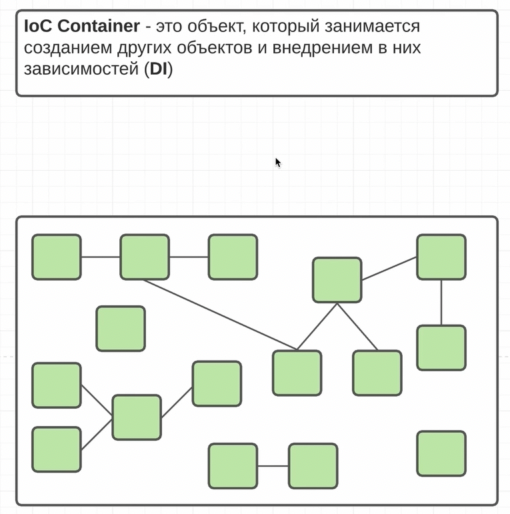 IoC Container - это объект, который занимается
созданием других объектов и внедрением в них
зависимостей (DI)